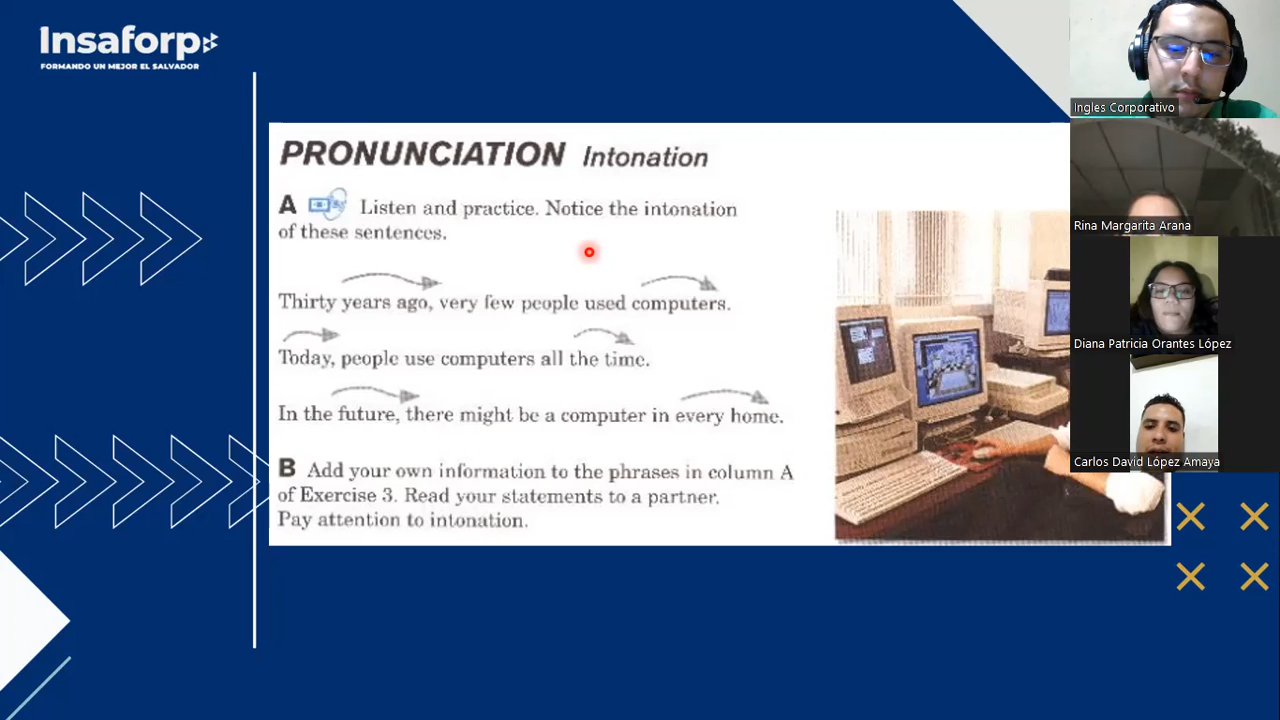 Insaforp
FORMANDO UN MEJOR EL SALVADOR
PRONUNCIATION Intonation
A Listen and practice. Notice the intonation
of these sentences.
Thirty years ago, very few people used computers.
Today, people use computers all the time.
In the future, there might be a computer in every home.
B Add your own information to the phrases in column A
of Exercise 3. Read your statements to a partner.
Pay attention to intonation.
Ingles Corporativo
Rina Margarita Arana
Diana Patricia Orantes López
Carlos David López Amaya